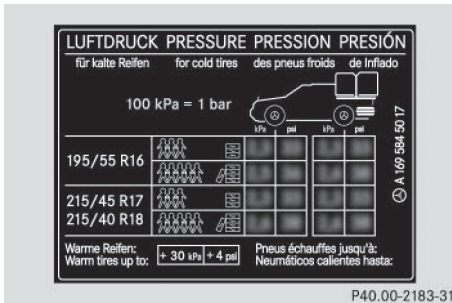 LUFTDRUCK PRESSURE PRESSION PRESIÓN
für kalte Reifen for cold tires des pneus froids de Inflado
100 kPa = 1 bar
kPa psi kPa psi
195/55 R16
215/45 R17
215/40 R18
A 169 584 50 17
Warme Reifen:
Warm tires up to:
+ 30 kPa + 4 psi
Pneus échauffes jusqu'à:
Neumáticos calientes hasta:
P40.00-2183-31